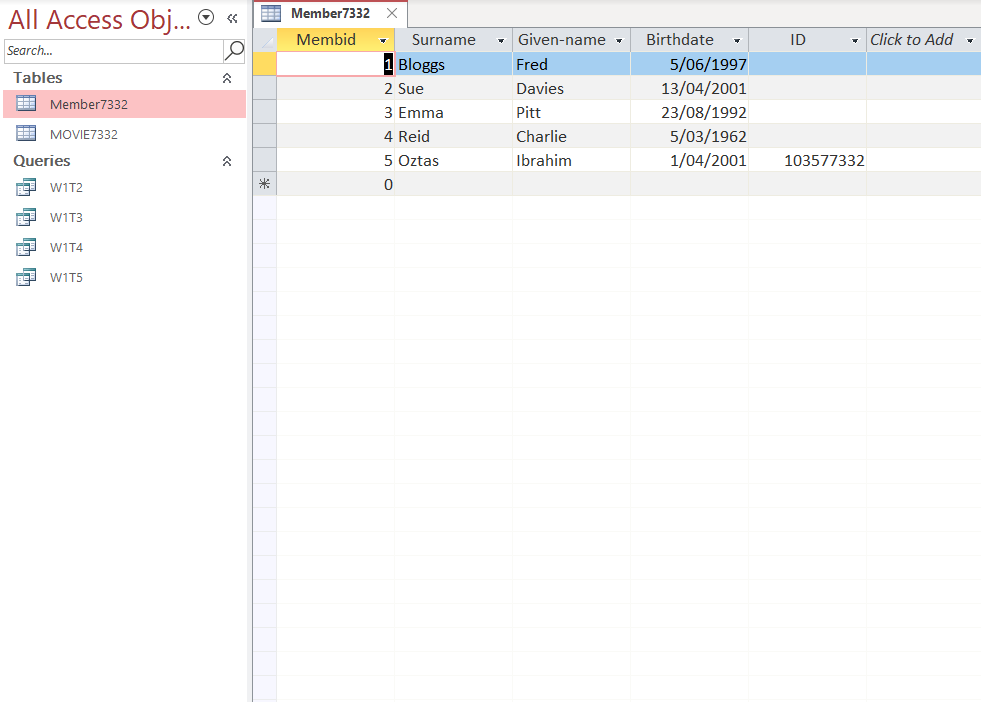 All Access Obj...
Search...
Tables
Member7332
MOVIE7332
Queries
W1T2
W1T3
W1T4
W1T5
Member7332
Membid Surname Given-name Birthdate ID Click to Add
1 Bloggs Fred 5/06/1997
2 Sue Davies 13/04/2001
3 Emma Pitt 23/08/1992
4 Reid Charlie 5/03/1962
5 Oztas Ibrahim 1/04/2001 103577332
0